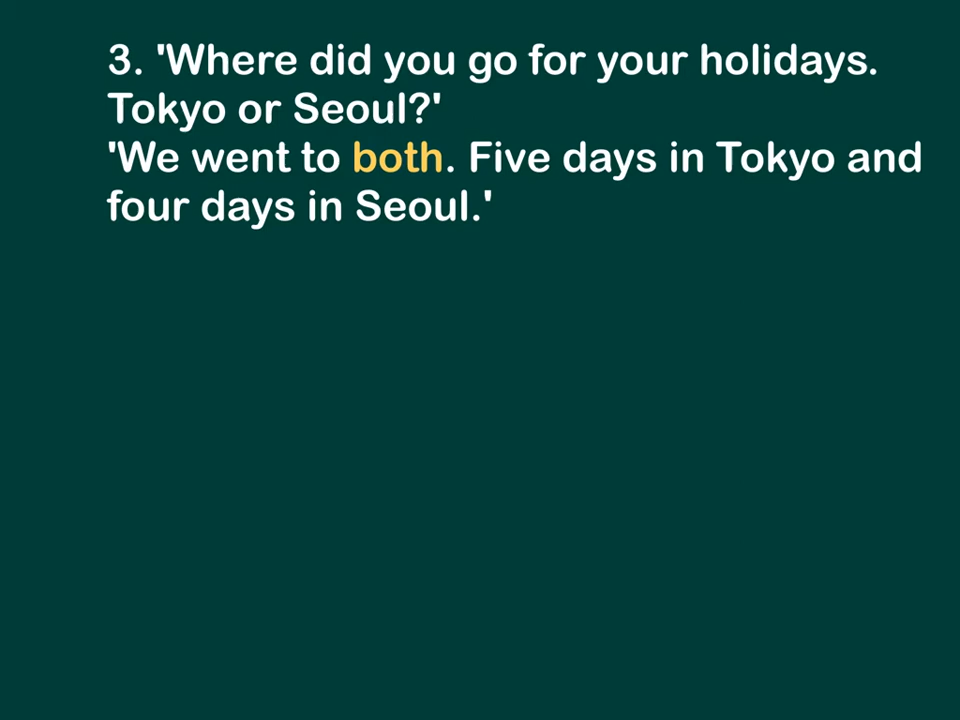 3. 'Where did you go for your holidays.
Tokyo or Seoul?'
'We went to both. Five days in Tokyo and
four days in Seoul.'